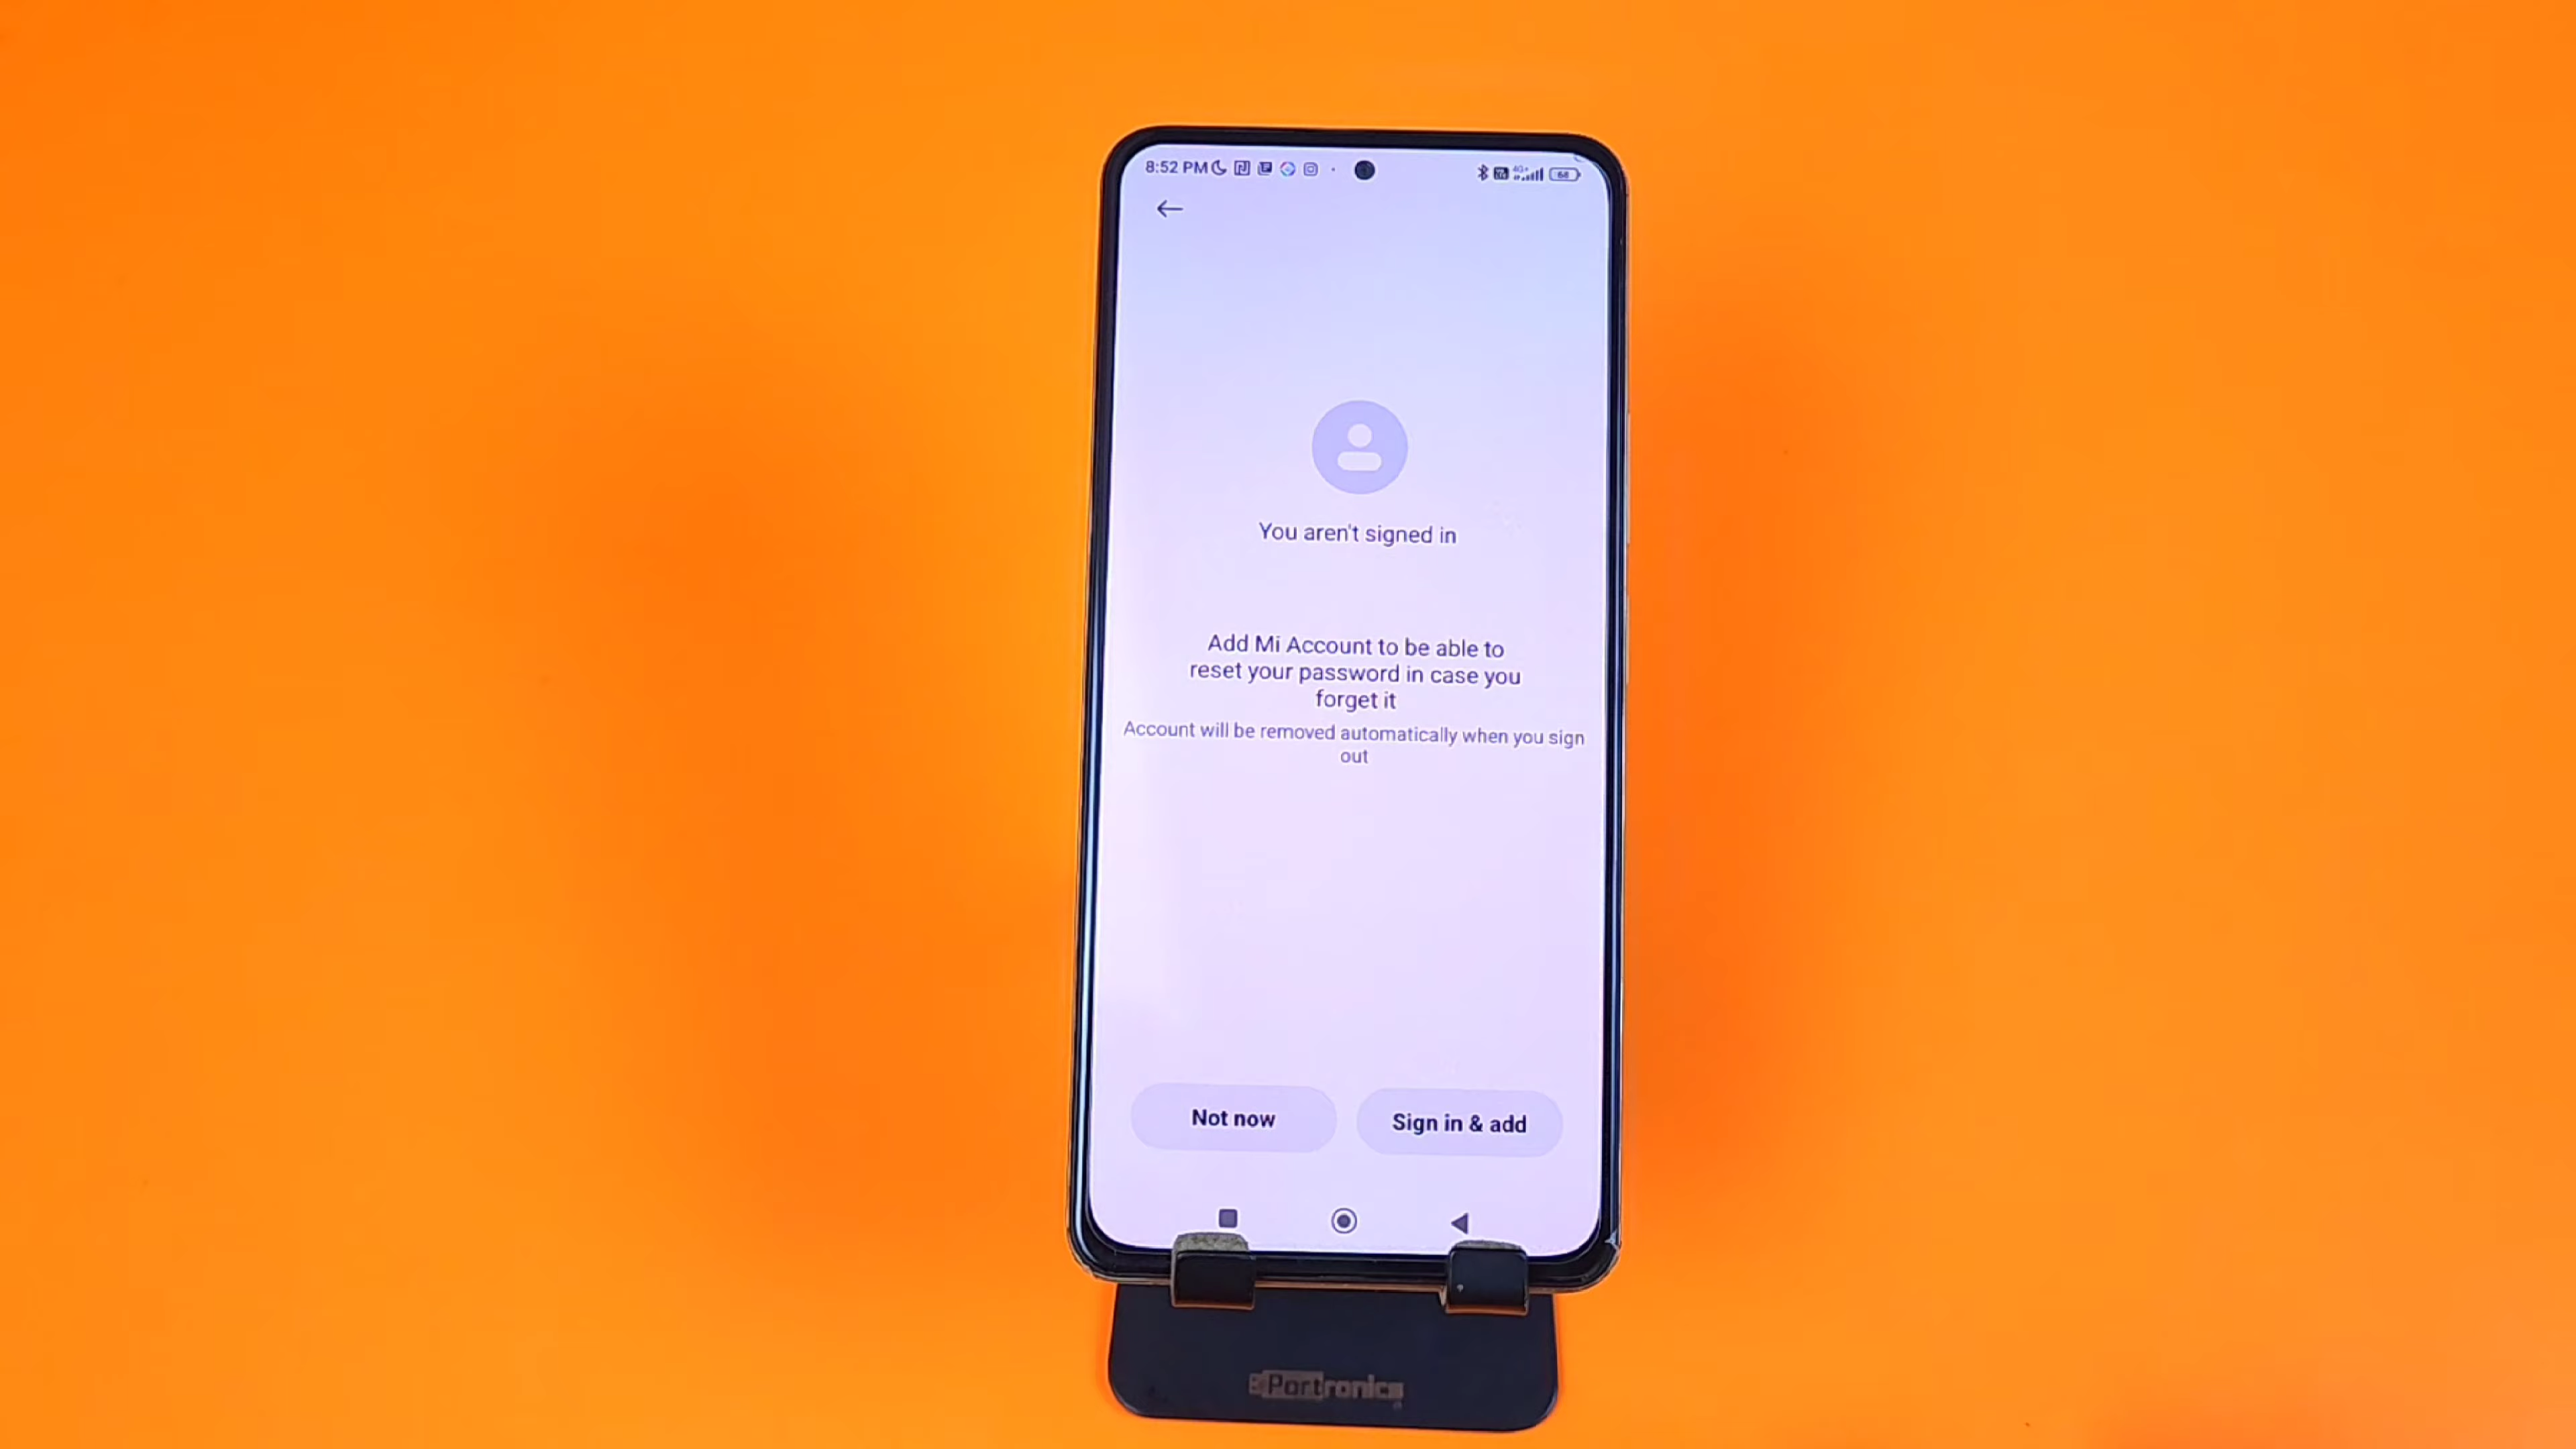 8:52 PM
68
You aren't signed in
Add Mi Account to be able to
reset your password in case you
forget it
Account will be removed automatically when you sign
out
Not now
Sign in & add
Portronics